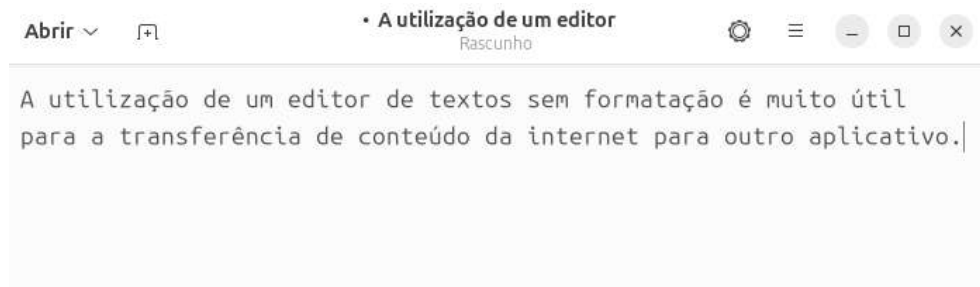 Abrir
• A utilização de um editor
Rascunho
A utilização de um editor de textos sem formatação é muito útil
para a transferência de conteúdo da internet para outro aplicativo.